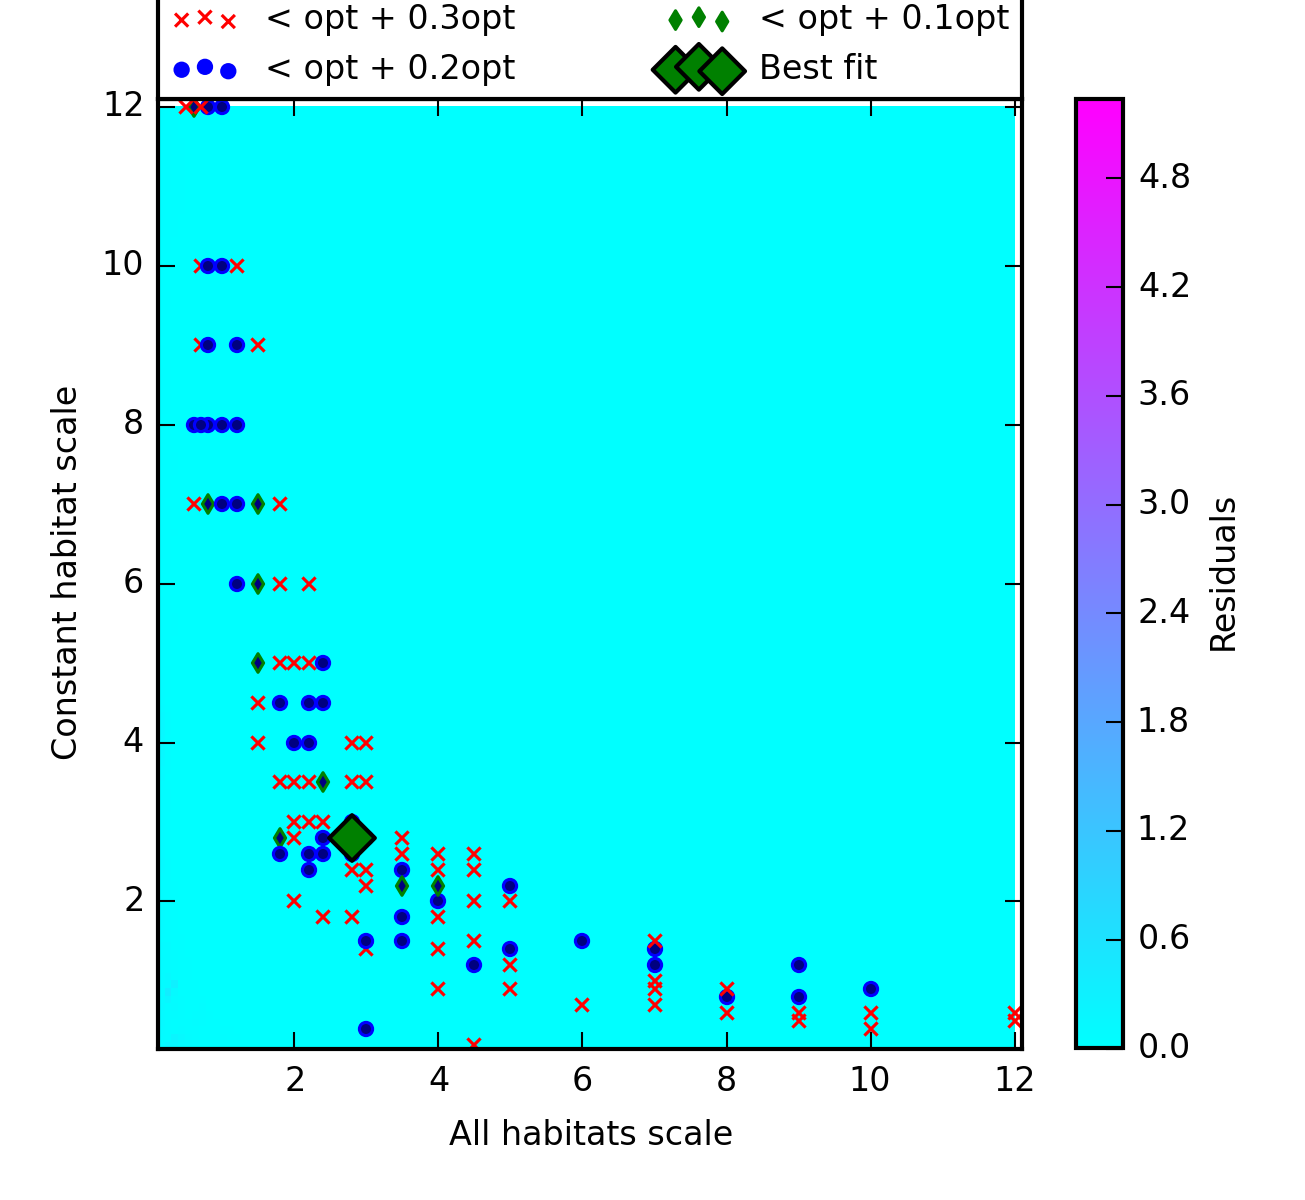 < opt + 0.3opt
< opt + 0.1opt
< opt + 0.2opt
Best fit
12
10
8
6
4
2
Constant habitat scale
2 4 6 8 10 12
All habitats scale
4.8
4.2
3.6
3.0
2.4
1.8
1.2
0.6
0.0
Residuals